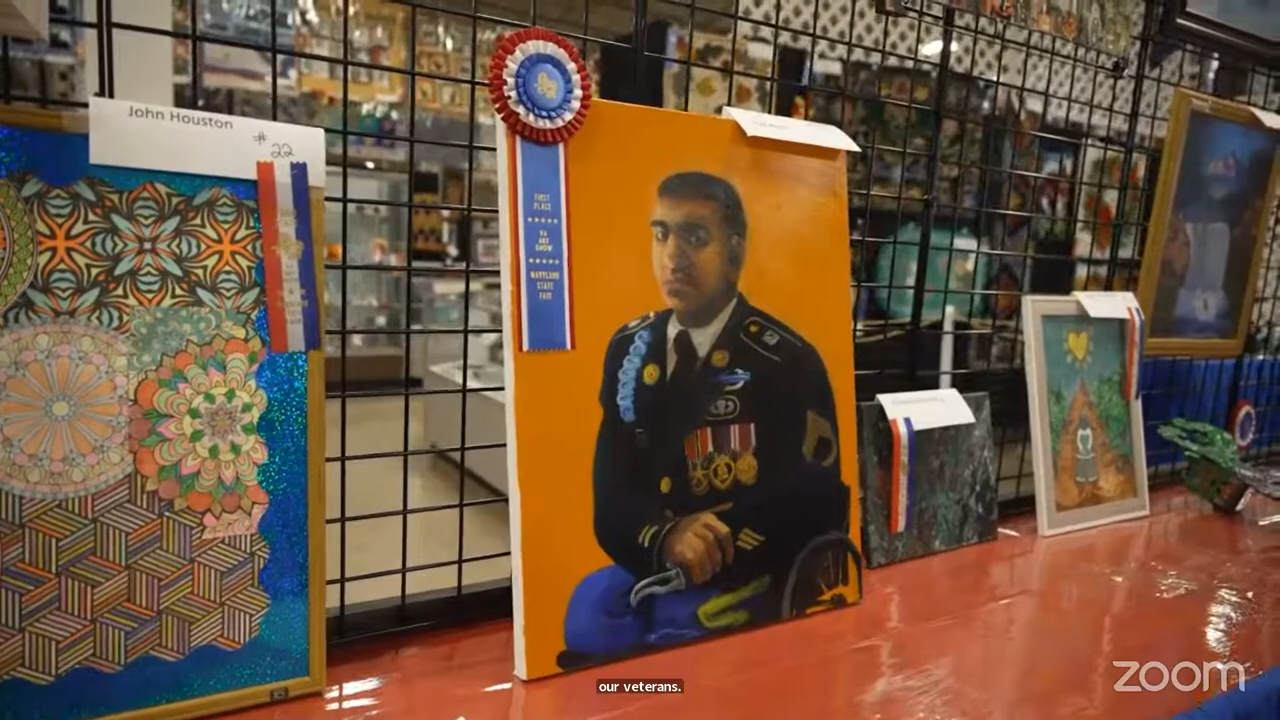 John Houston
# 22
FIRST
PLACE
VA
ART
SHOW
MARYLAND
STATE
FAIR
our veterans.
zoom